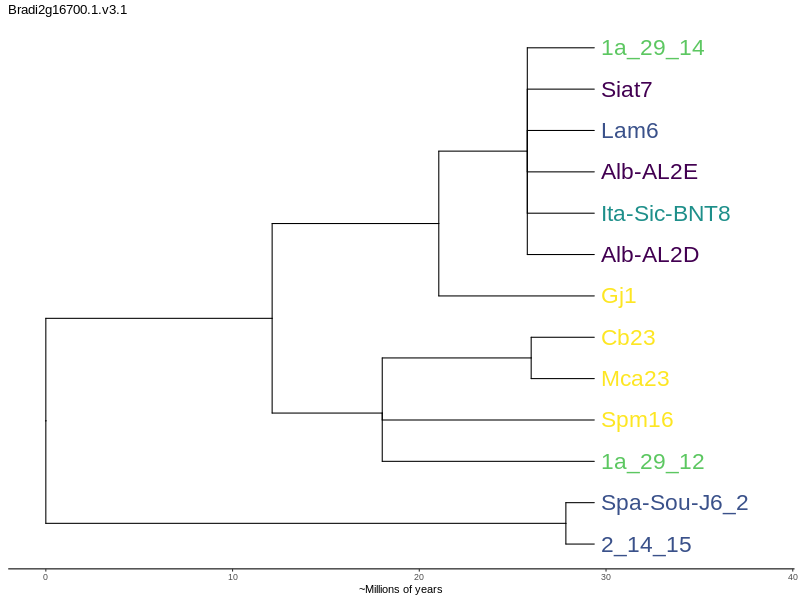 Bradi2g16700.1.v3.1
1a_29_14
Siat7
Lam6
Alb-AL2E
Ita-Sic-BNT8
Alb-AL2D
Gj1
Cb23
Mca23
Spm16
1a_29_12
Spa-Sou-J6_2
2_14_15
0 10 20 30 40
~Millions of years